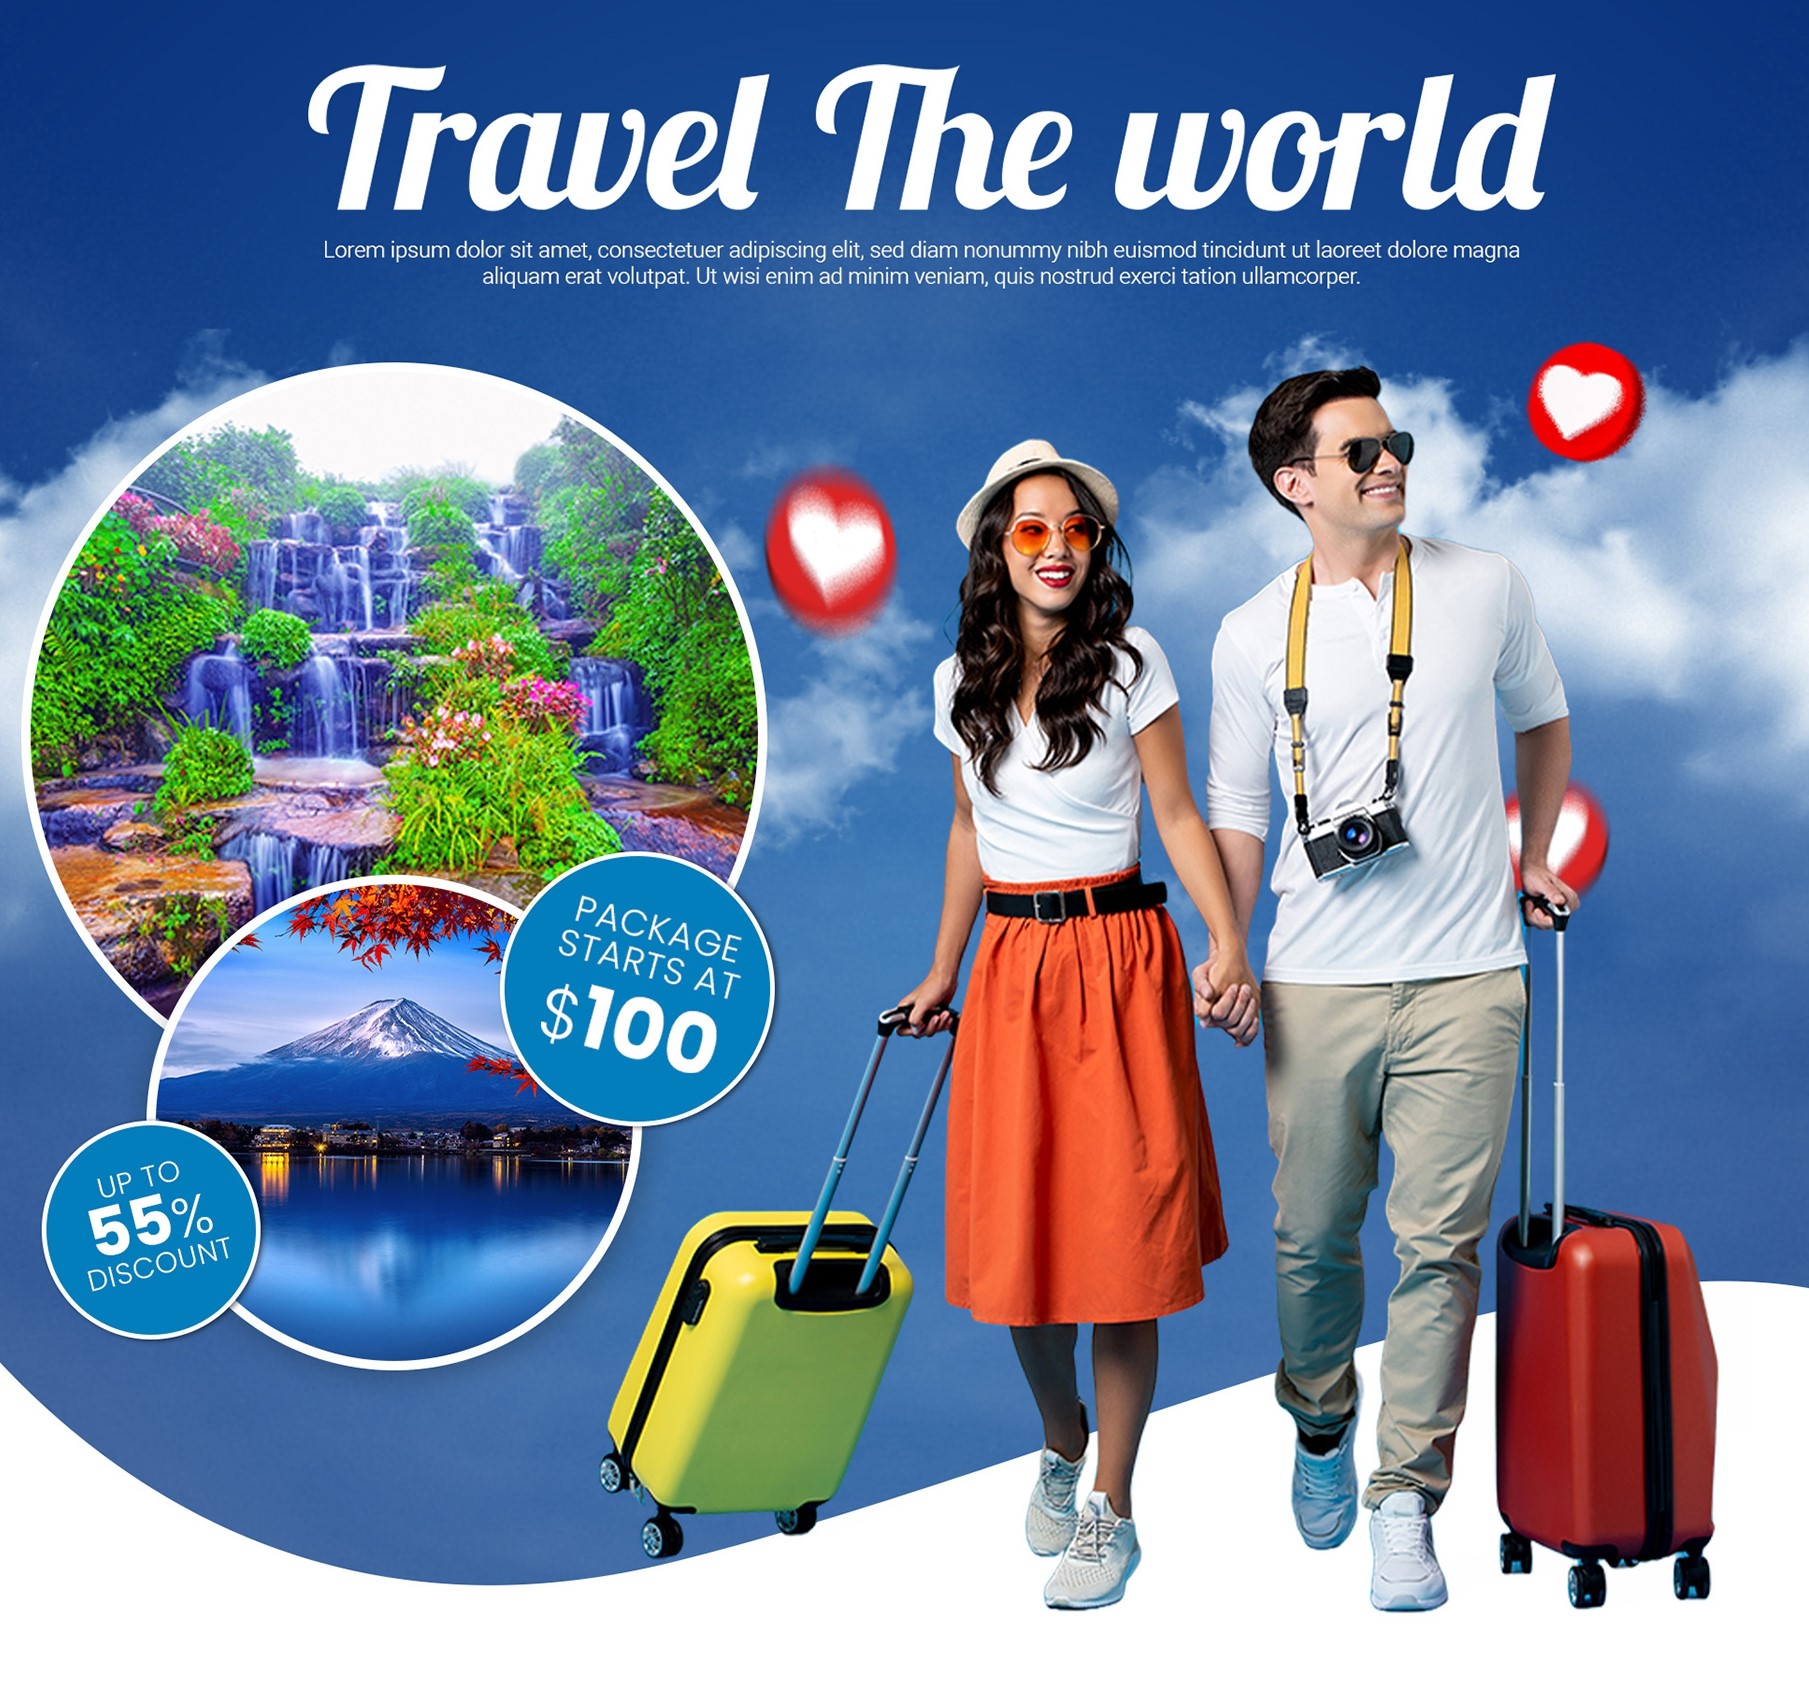 Travel The world
Lorem ipsum dolor sit amet, consectetuer adipiscing elit, sed diam nonummy nibh euismod tincidunt ut laoreet dolore magna
aliquam erat volutpat. Ut wisi enim ad minim veniam, quis nostrud exerci tation ullamcorper.
PACKAGE
STARTS AT
$100
UP TO
55%
DISCOUNT